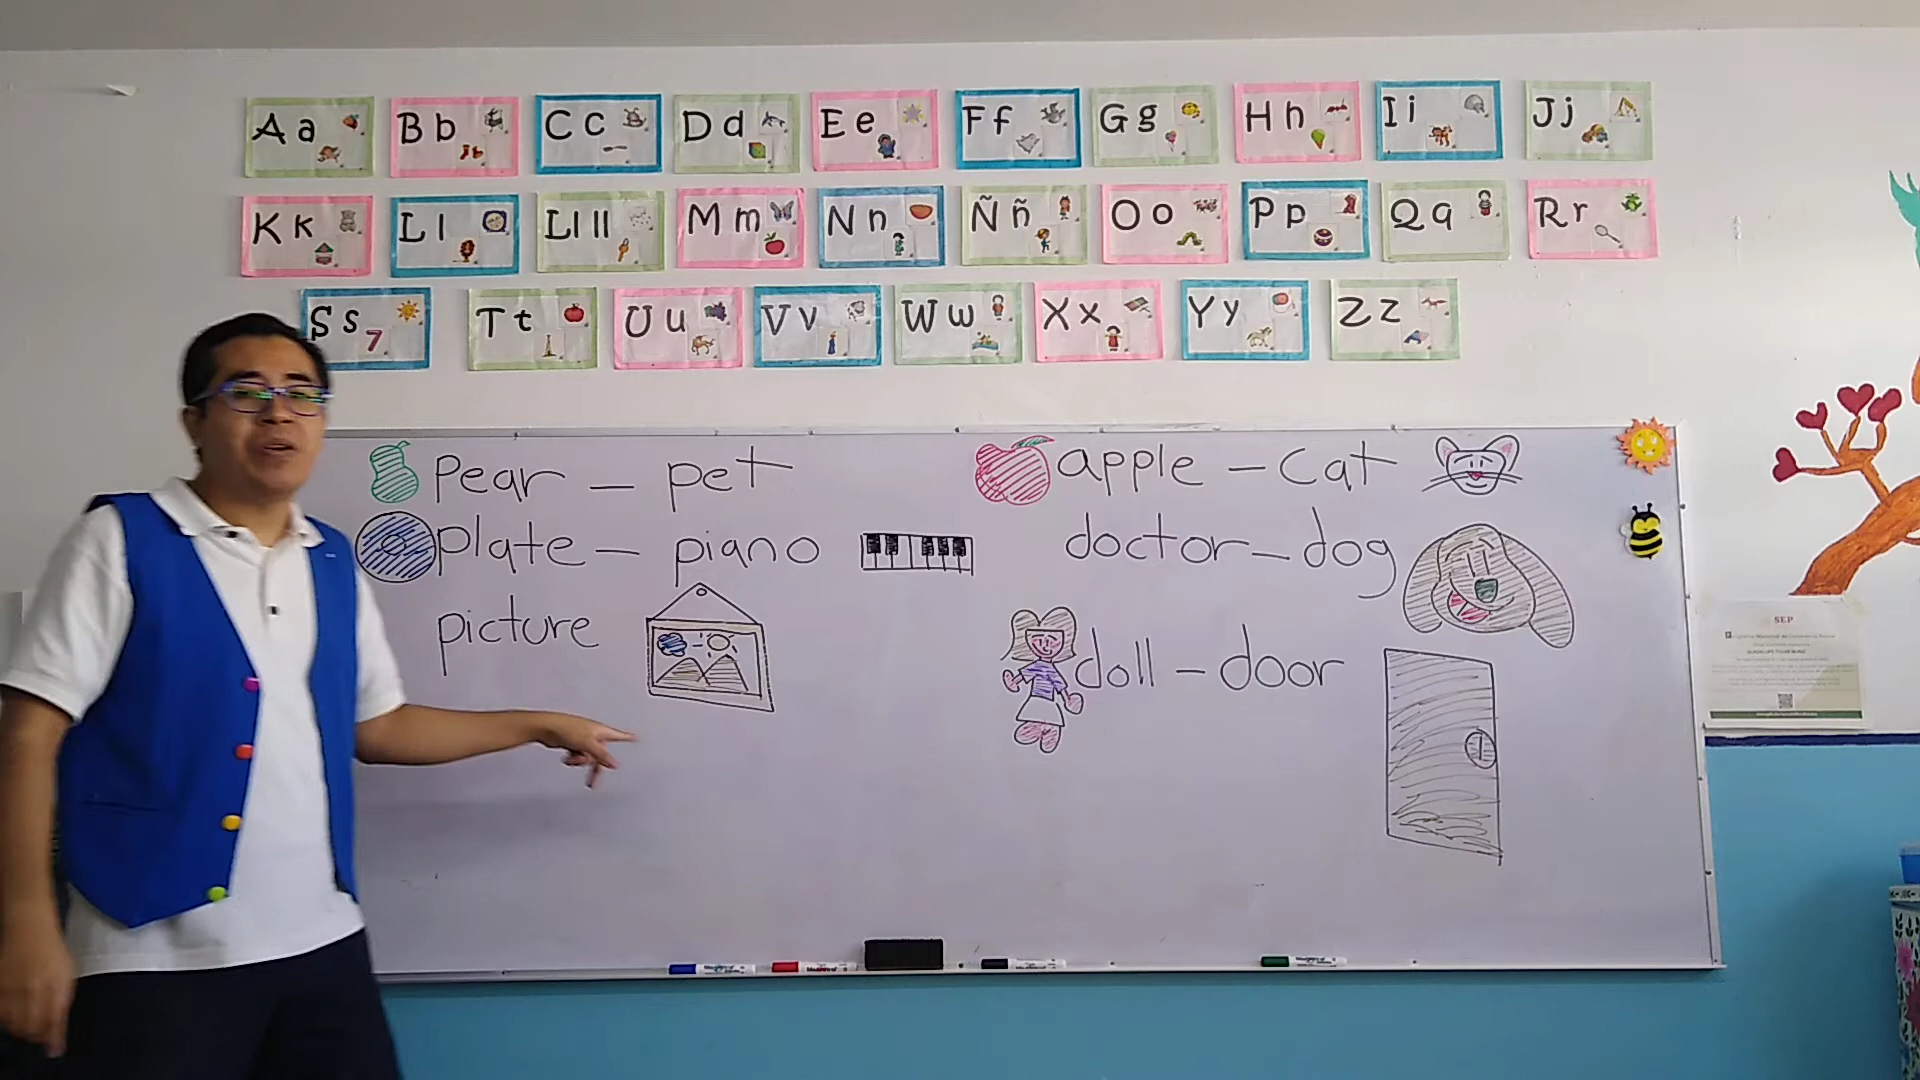 Aa Bb Cc Dd Ee Ff Gg Hh Ii Jj
Kk Ll Ll ll Mm Nn Ññ Oo Pp Qq Rr
Ss 7 Tt Uu Vv Ww Xx Yy Zz
pear – pet
plate – piano
picture
apple – cat
doctor – dog
doll – door
SEP